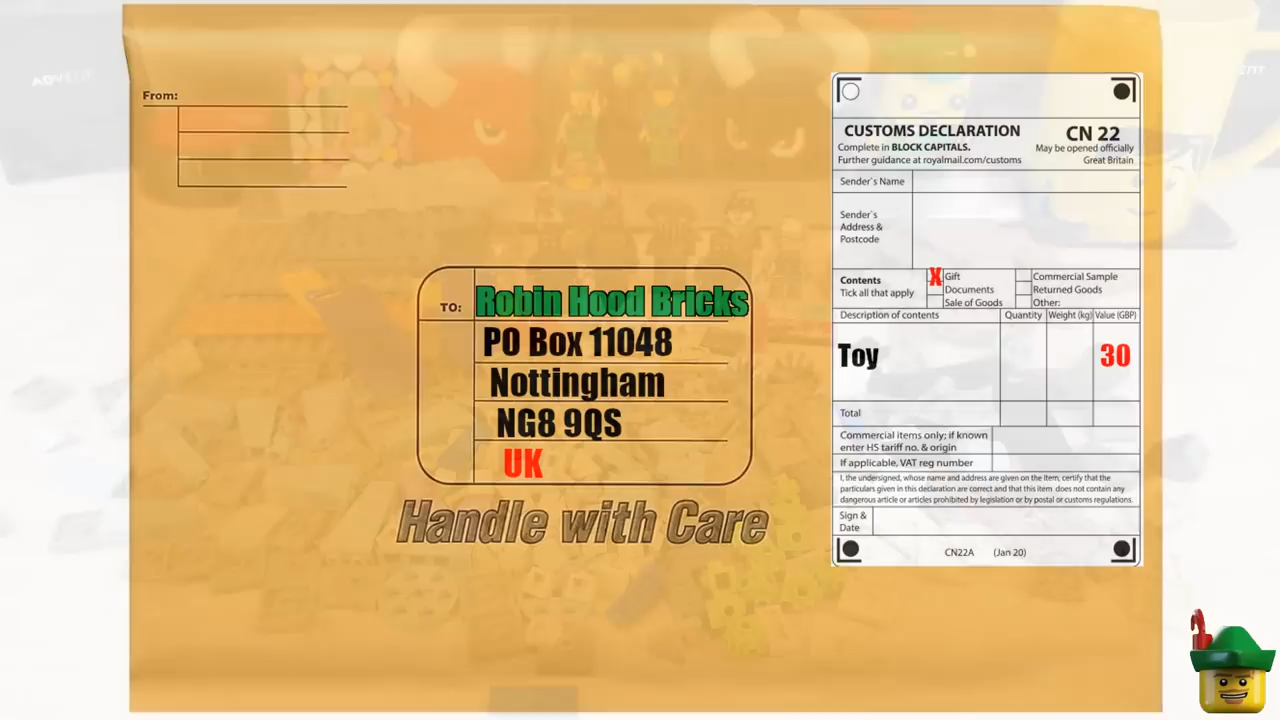 From:
TO: Robin Hood Bricks
PO Box 11048
Nottingham
NG8 9QS
UK
Handle with Care
CUSTOMS DECLARATION CN 22
Complete in BLOCK CAPITALS. May be opened officially
Further guidance at royalmail.com/customs Great Britain
Sender`s Name
Sender`s
Address &
Postcode
Contents
Tick all that apply
X Gift Commercial Sample
Documents Returned Goods
Sale of Goods Other:
Description of contents Quantity Weight (kg) Value (GBP)
Toy 30
Total
Commercial items only; if known
enter HS tariff no. & origin
If applicable, VAT reg number
I, the undersigned, whose name and address are given on the Item, certify that the
particulars given in this declaration are correct and that this item does not contain any
dangerous article or articles prohibited by legislation or by postal or customs regulations.
Sign &
Date
CN22A (Jan 20)